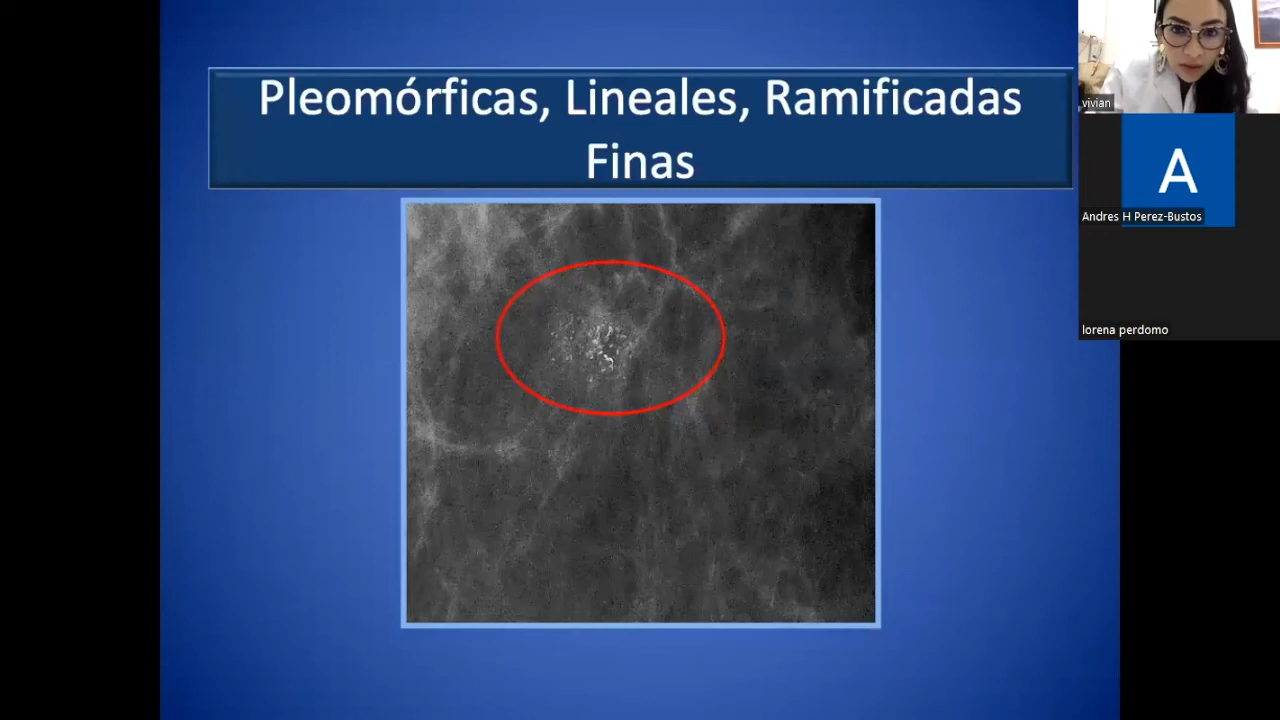 Pleomórficas, Lineales, Ramificadas
Finas
vivian
A
Andres H Perez-Bustos
lorena perdomo